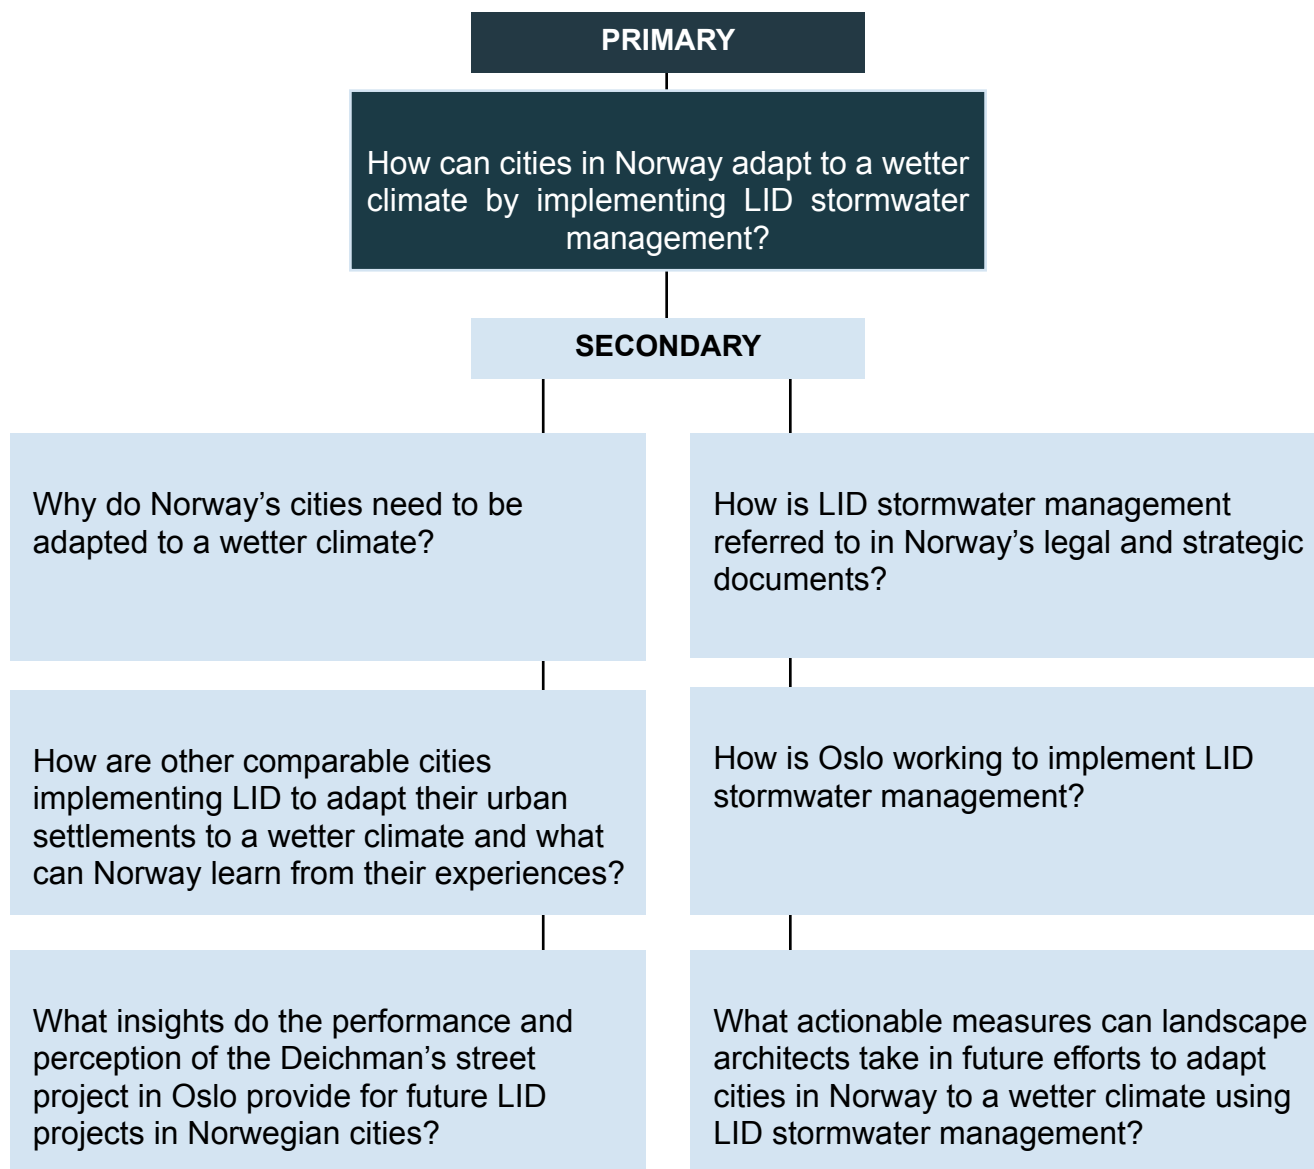 PRIMARY
How can cities in Norway adapt to a wetter
climate by implementing LID stormwater
management?
SECONDARY
Why do Norway’s cities need to be
adapted to a wetter climate?
How is LID stormwater management
referred to in Norway’s legal and strategic
documents?
How are other comparable cities
implementing LID to adapt their urban
settlements to a wetter climate and what
can Norway learn from their experiences?
How is Oslo working to implement LID
stormwater management?
What insights do the performance and
perception of the Deichman’s street
project in Oslo provide for future LID
projects in Norwegian cities?
What actionable measures can landscape
architects take in future efforts to adapt
cities in Norway to a wetter climate using
LID stormwater management?